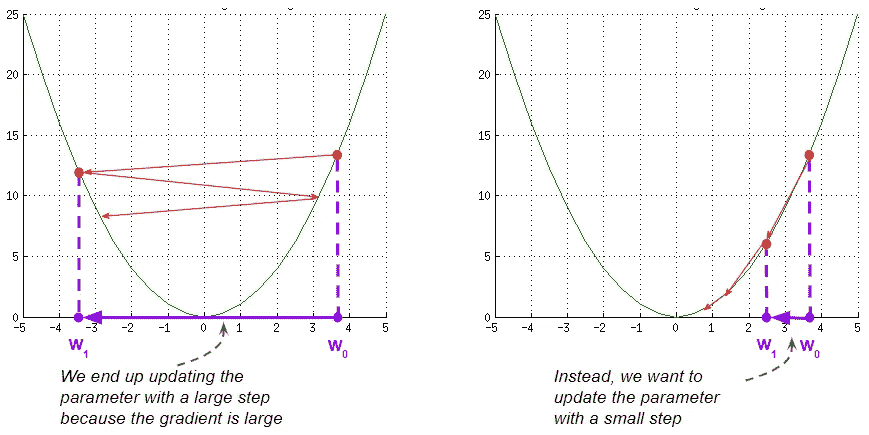 25
20
15
10
5
0
-5 -4 -3 -2 -1 0 1 2 3 4 5
W1
W0
We end up updating the
parameter with a large step
because the gradient is large
25
20
15
10
5
0
-5 -4 -3 -2 -1 0 1 2 3 4 5
W1
W0
Instead, we want to
update the parameter
with a small step